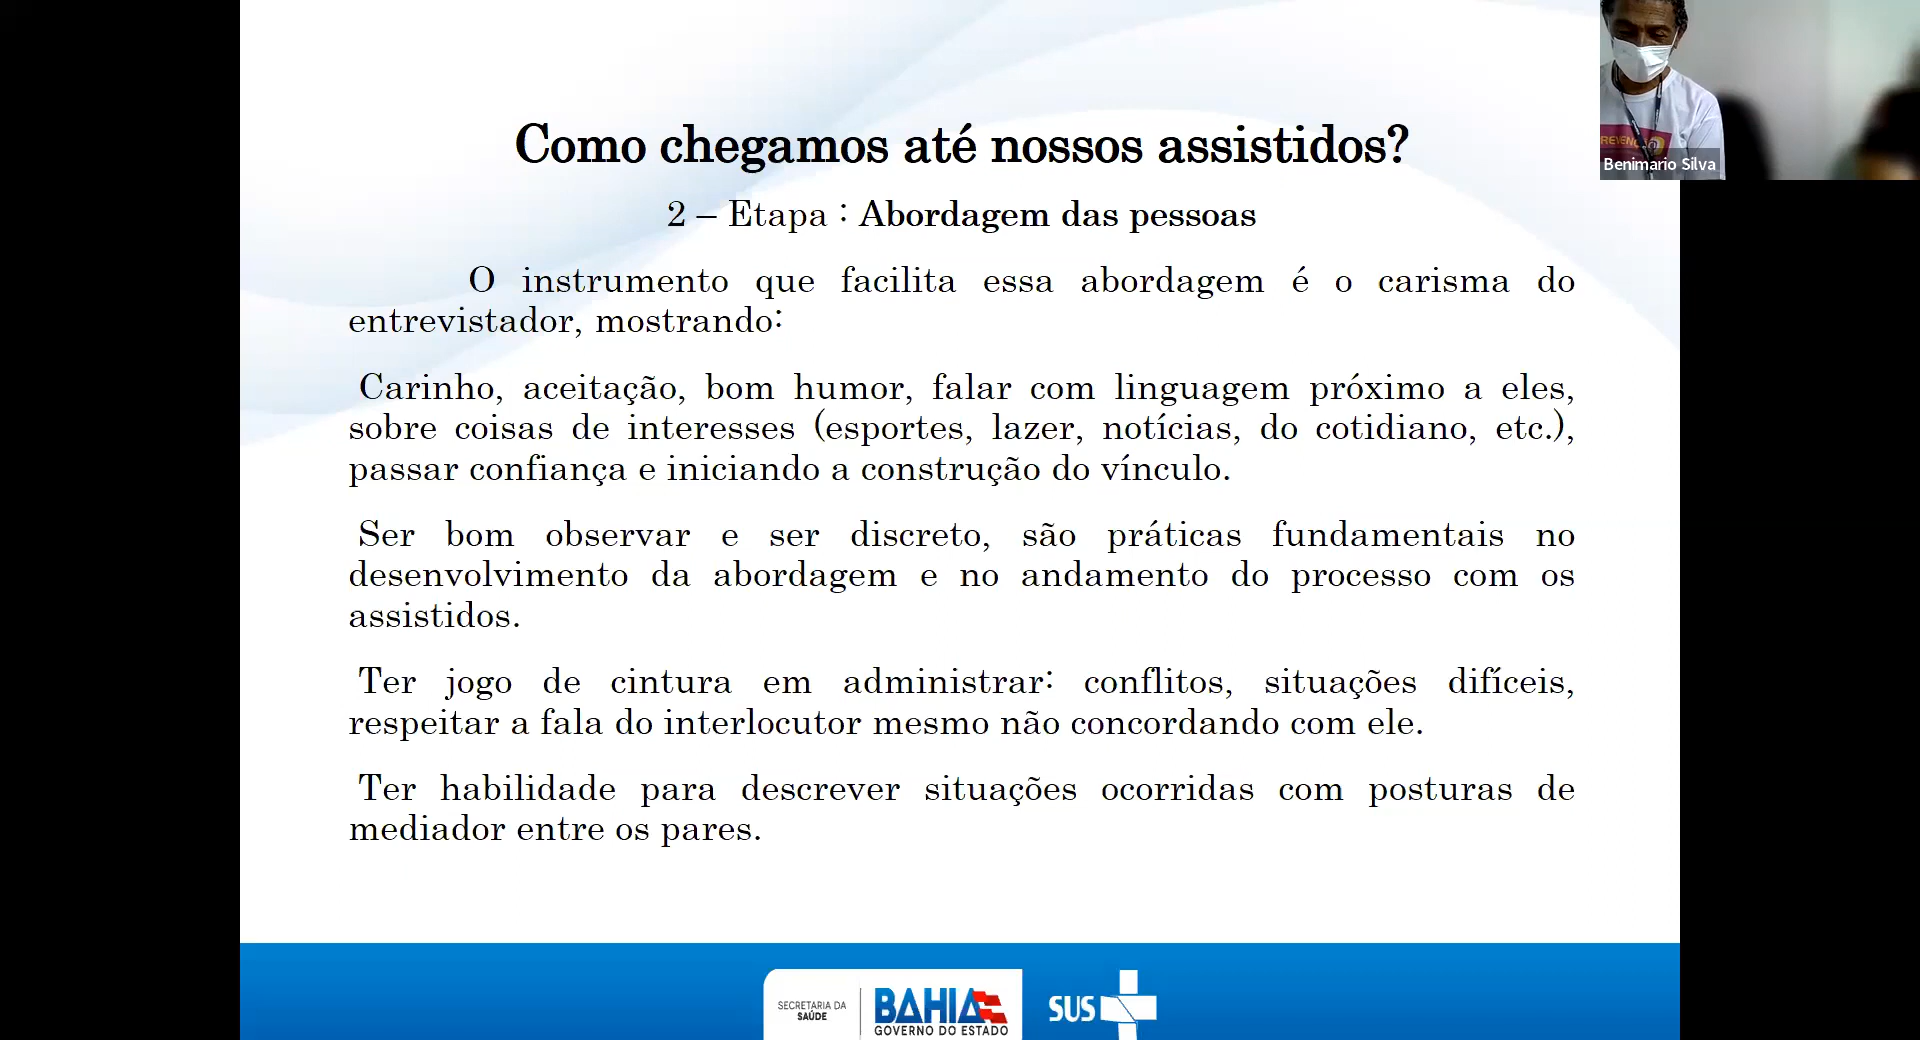 Como chegamos até nossos assistidos?
2 – Etapa : Abordagem das pessoas
O instrumento que facilita essa abordagem é o carisma do
entrevistador, mostrando:
Carinho, aceitação, bom humor, falar com linguagem próximo a eles,
sobre coisas de interesses (esportes, lazer, notícias, do cotidiano, etc.),
passar confiança e iniciando a construção do vínculo.
Ser bom observar e ser discreto, são práticas fundamentais no
desenvolvimento da abordagem e no andamento do processo com os
assistidos.
Ter jogo de cintura em administrar: conflitos, situações difíceis,
respeitar a fala do interlocutor mesmo não concordando com ele.
Ter habilidade para descrever situações ocorridas com posturas de
mediador entre os pares.
Benimario Silva
SECRETARIA DA
SAÚDE
BAHIA
GOVERNO DO ESTADO
SUS